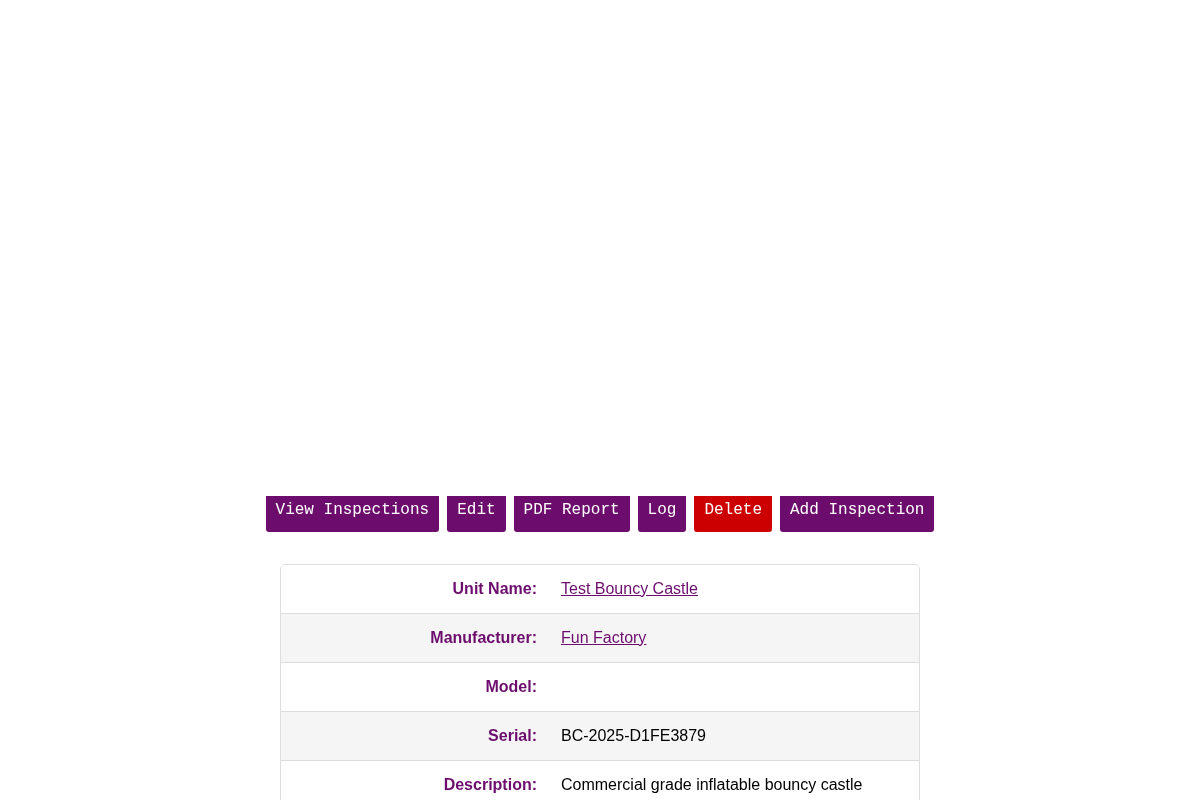 View Inspections Edit PDF Report Log Delete Add Inspection
Unit Name: Test Bouncy Castle
Manufacturer: Fun Factory
Model:
Serial: BC-2025-D1FE3879
Description: Commercial grade inflatable bouncy castle